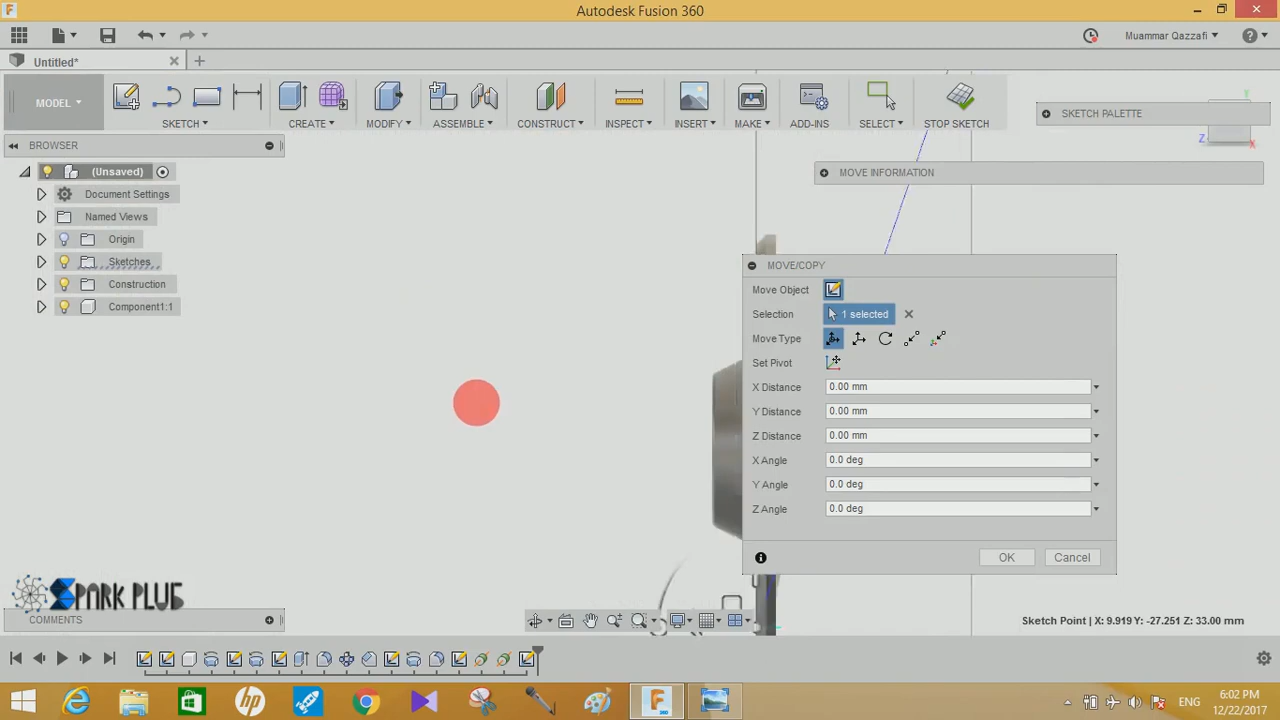 Autodesk Fusion 360
Muammar Qazzafi
Untitled*
MODEL
SKETCH
CREATE
MODIFY
ASSEMBLE
CONSTRUCT
INSPECT
INSERT
MAKE
ADD-INS
SELECT
STOP SKETCH
SKETCH PALETTE
Z
X
BROWSER
MOVE INFORMATION
(Unsaved)
Document Settings
Named Views
Origin
Sketches
Construction
Component1:1
MOVE/COPY
Move Object
Selection
1 selected
Move Type
Set Pivot
X Distance
0.00 mm
Y Distance
0.00 mm
Z Distance
0.00 mm
X Angle
0.0 deg
Y Angle
0.0 deg
Z Angle
0.0 deg
OK
Cancel
SPARK PLUG
COMMENTS
Sketch Point | X: 9.919 Y: -27.251 Z: 33.00 mm
ENG
6:02 PM
12/22/2017